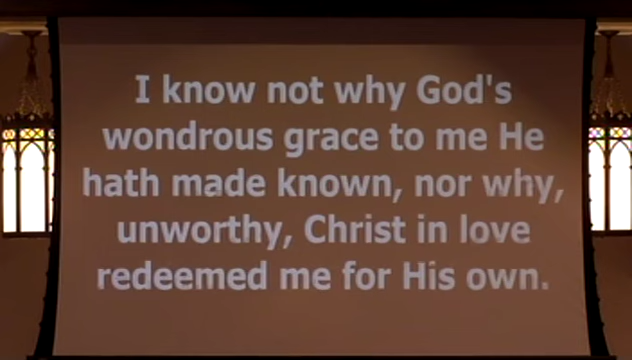 I know not why God's
wondrous grace to me He
hath made known, nor why,
unworthy, Christ in love
redeemed me for His own.